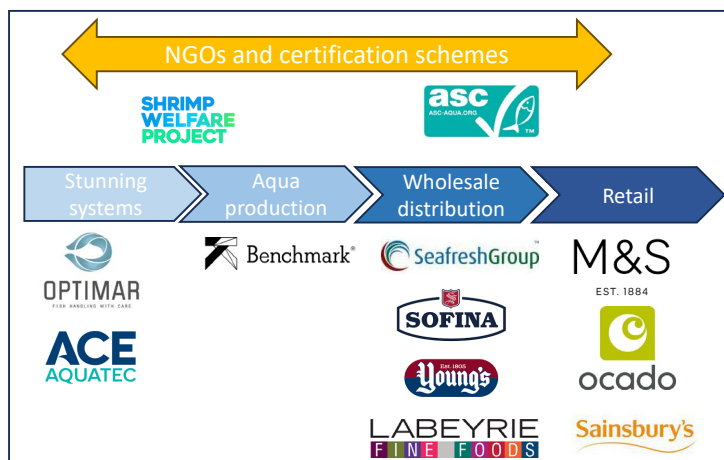 NGOs and certification schemes
SHRIMP
WELFARE
PROJECT
asc
ASC-AQUA.ORG
TM
Stunning
systems
Aqua
production
Wholesale
distribution
Retail
OPTIMAR
FISH HANDLING WITH CARE
ACE
AQUATEC
Benchmark®
SeafreshGroup™
SOFINA
Est. 1805
Young's
LABEYRIE
FINE FOODS
M&S
EST. 1884
ocado
Sainsbury's